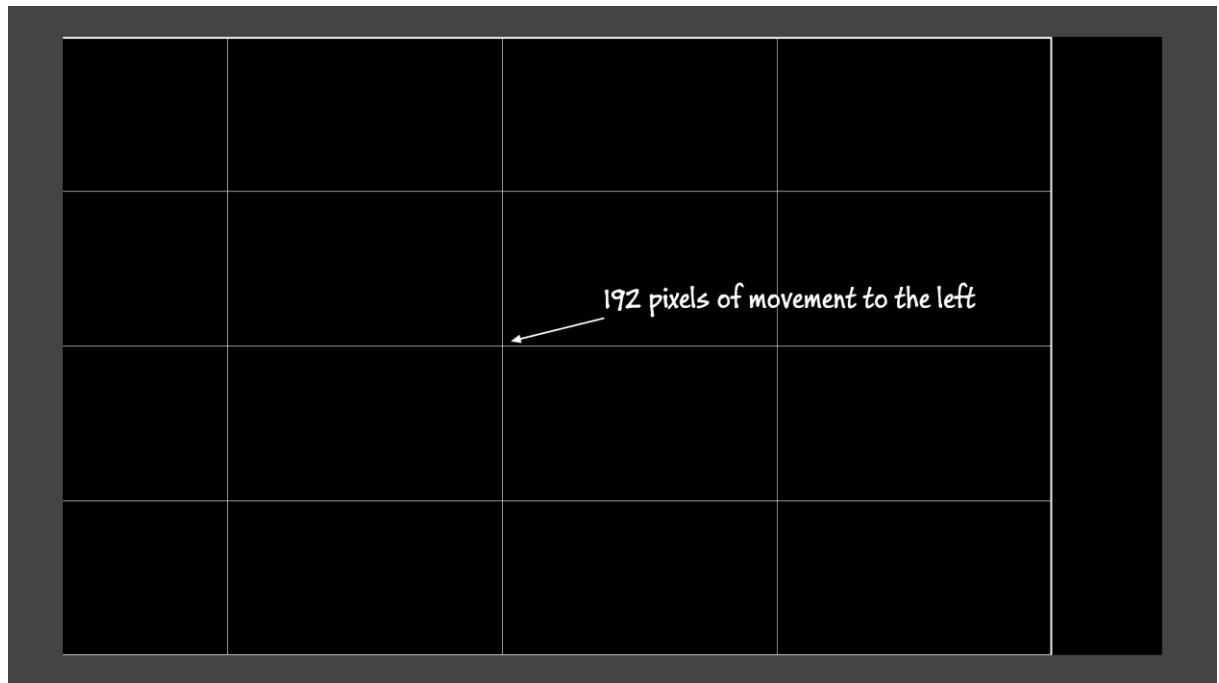 192 pixels of movement to the left